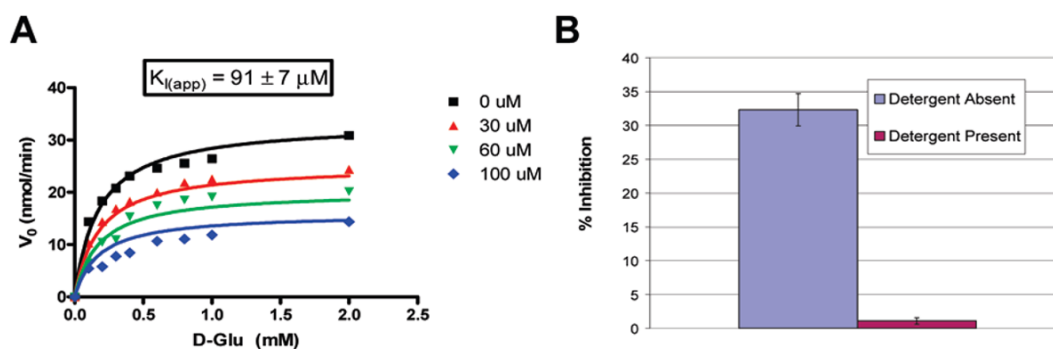 A
K_I(app) = 91 ± 7 μM
V_0 (nmol/min)
40
30
20
10
0
0.0 0.5 1.0 1.5 2.0 2.5
D-Glu (mM)
0 uM
30 uM
60 uM
100 uM
B
% Inhibition
40
35
30
25
20
15
10
5
0
Detergent Absent
Detergent Present